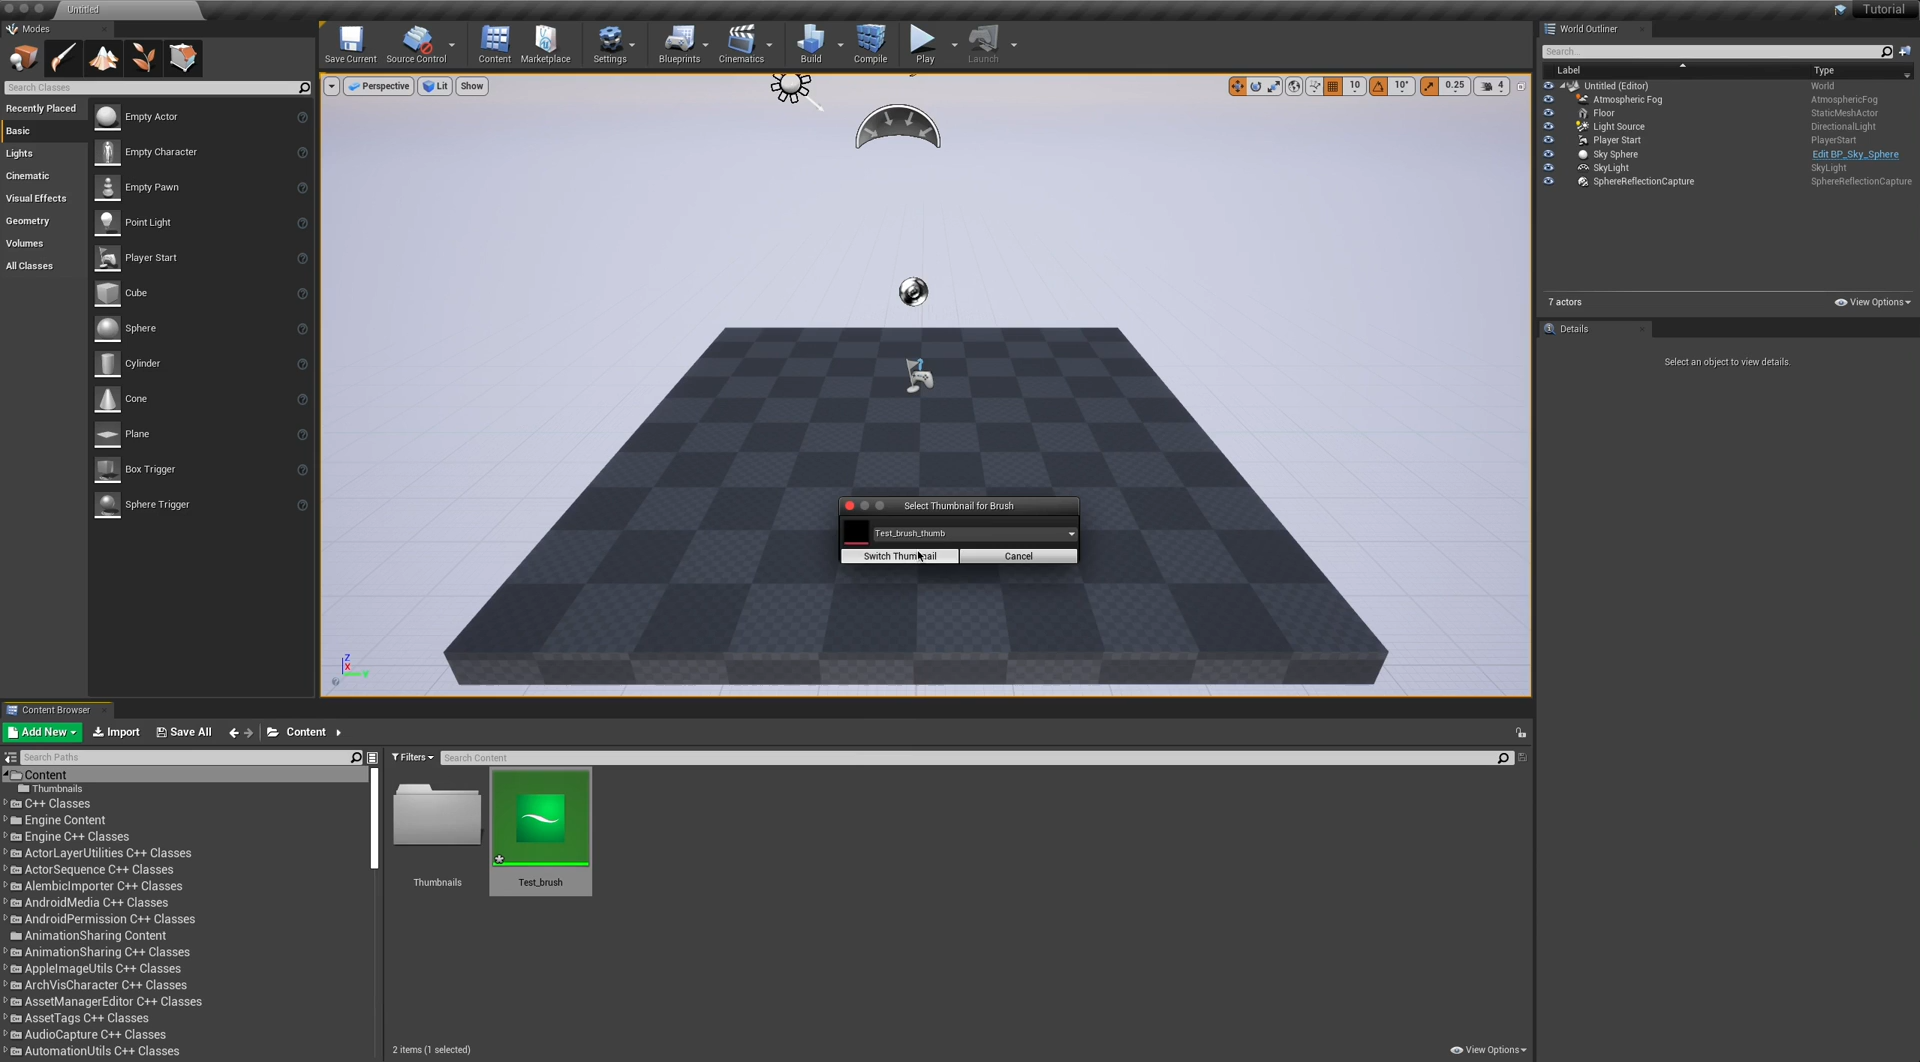 Untitled
Tutorial
Modes
Search Classes
Recently Placed
Basic
Lights
Cinematic
Visual Effects
Geometry
Volumes
All Classes
Empty Actor
Empty Character
Empty Pawn
Point Light
Player Start
Cube
Sphere
Cylinder
Cone
Plane
Box Trigger
Sphere Trigger
Save Current
Source Control
Content
Marketplace
Settings
Blueprints
Cinematics
Build
Compile
Play
Launch
Perspective
Lit
Show
10
10°
0.25
4
Z
X
Select Thumbnail for Brush
Test_brush_thumb
Switch Thumbnail
Cancel
World Outliner
Search...
Label
Type
Untitled (Editor)
World
Atmospheric Fog
AtmosphericFog
Floor
StaticMeshActor
Light Source
DirectionalLight
Player Start
PlayerStart
Sky Sphere
Edit BP_Sky_Sphere
SkyLight
SkyLight
SphereReflectionCapture
SphereReflectionCapture
7 actors
View Options
Details
Select an object to view details.
Content Browser
Add New
Import
Save All
Content
Search Paths
Filters
Search Content
Content
Thumbnails
C++ Classes
Engine Content
Engine C++ Classes
ActorLayerUtilities C++ Classes
ActorSequence C++ Classes
AlembicImporter C++ Classes
AndroidMedia C++ Classes
AndroidPermission C++ Classes
AnimationSharing Content
AnimationSharing C++ Classes
AppleImageUtils C++ Classes
ArchVisCharacter C++ Classes
AssetManagerEditor C++ Classes
AssetTags C++ Classes
AudioCapture C++ Classes
AutomationUtils C++ Classes
Thumbnails
Test_brush
2 items (1 selected)
View Options